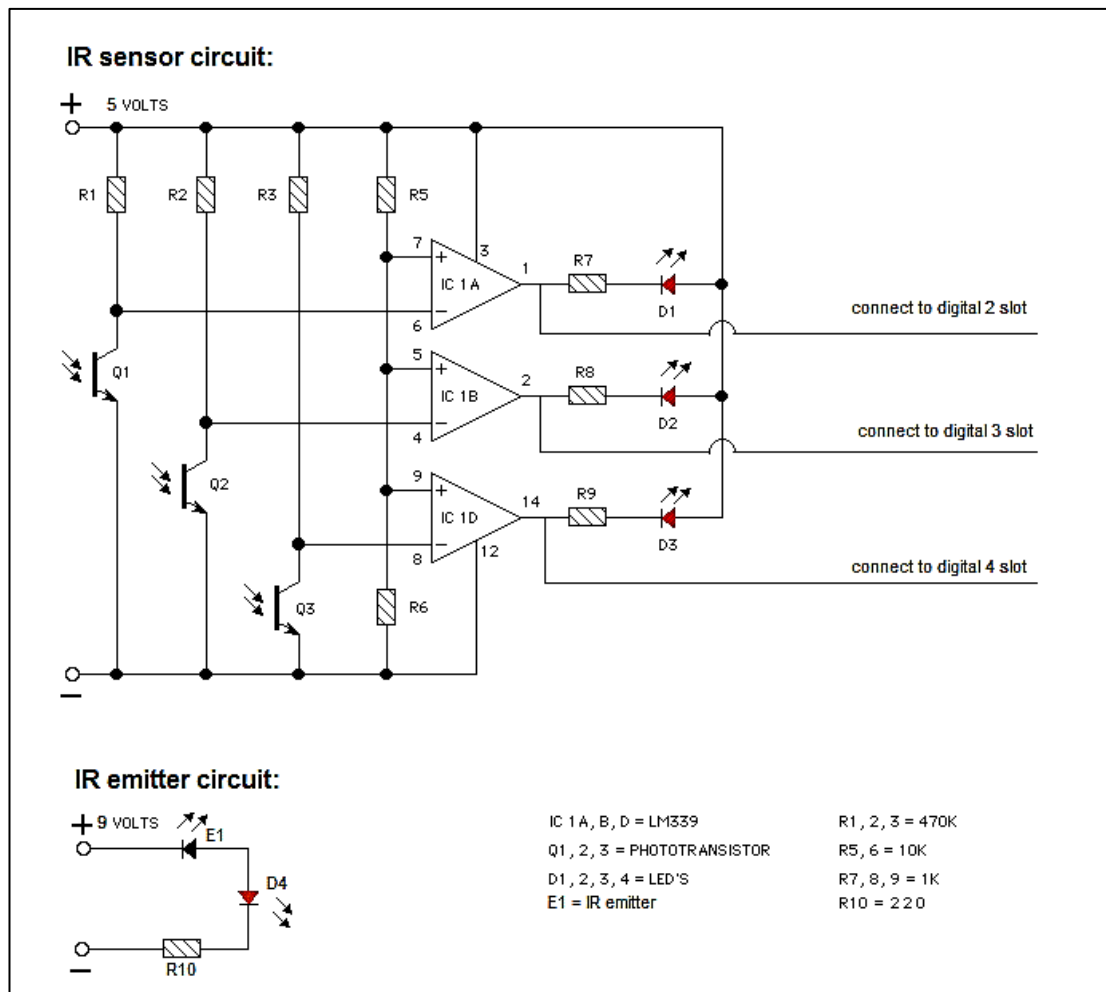 IR sensor circuit:
+ 5 VOLTS
R1
R2
R3
R5
7
+
3
IC 1A
1
R7
−
6
D1
connect to digital 2 slot
Q1
5
+
2
R8
IC 1B
−
4
D2
connect to digital 3 slot
Q2
9
+
14
R9
IC 1D
−
12
8
D3
connect to digital 4 slot
Q3
R6
−
IR emitter circuit:
+ 9 VOLTS
E1
D4
−
R10
IC 1A, B, D = LM339
Q1, 2, 3 = PHOTOTRANSISTOR
D1, 2, 3, 4 = LED'S
E1 = IR emitter
R1, 2, 3 = 470K
R5, 6 = 10K
R7, 8, 9 = 1K
R10 = 220